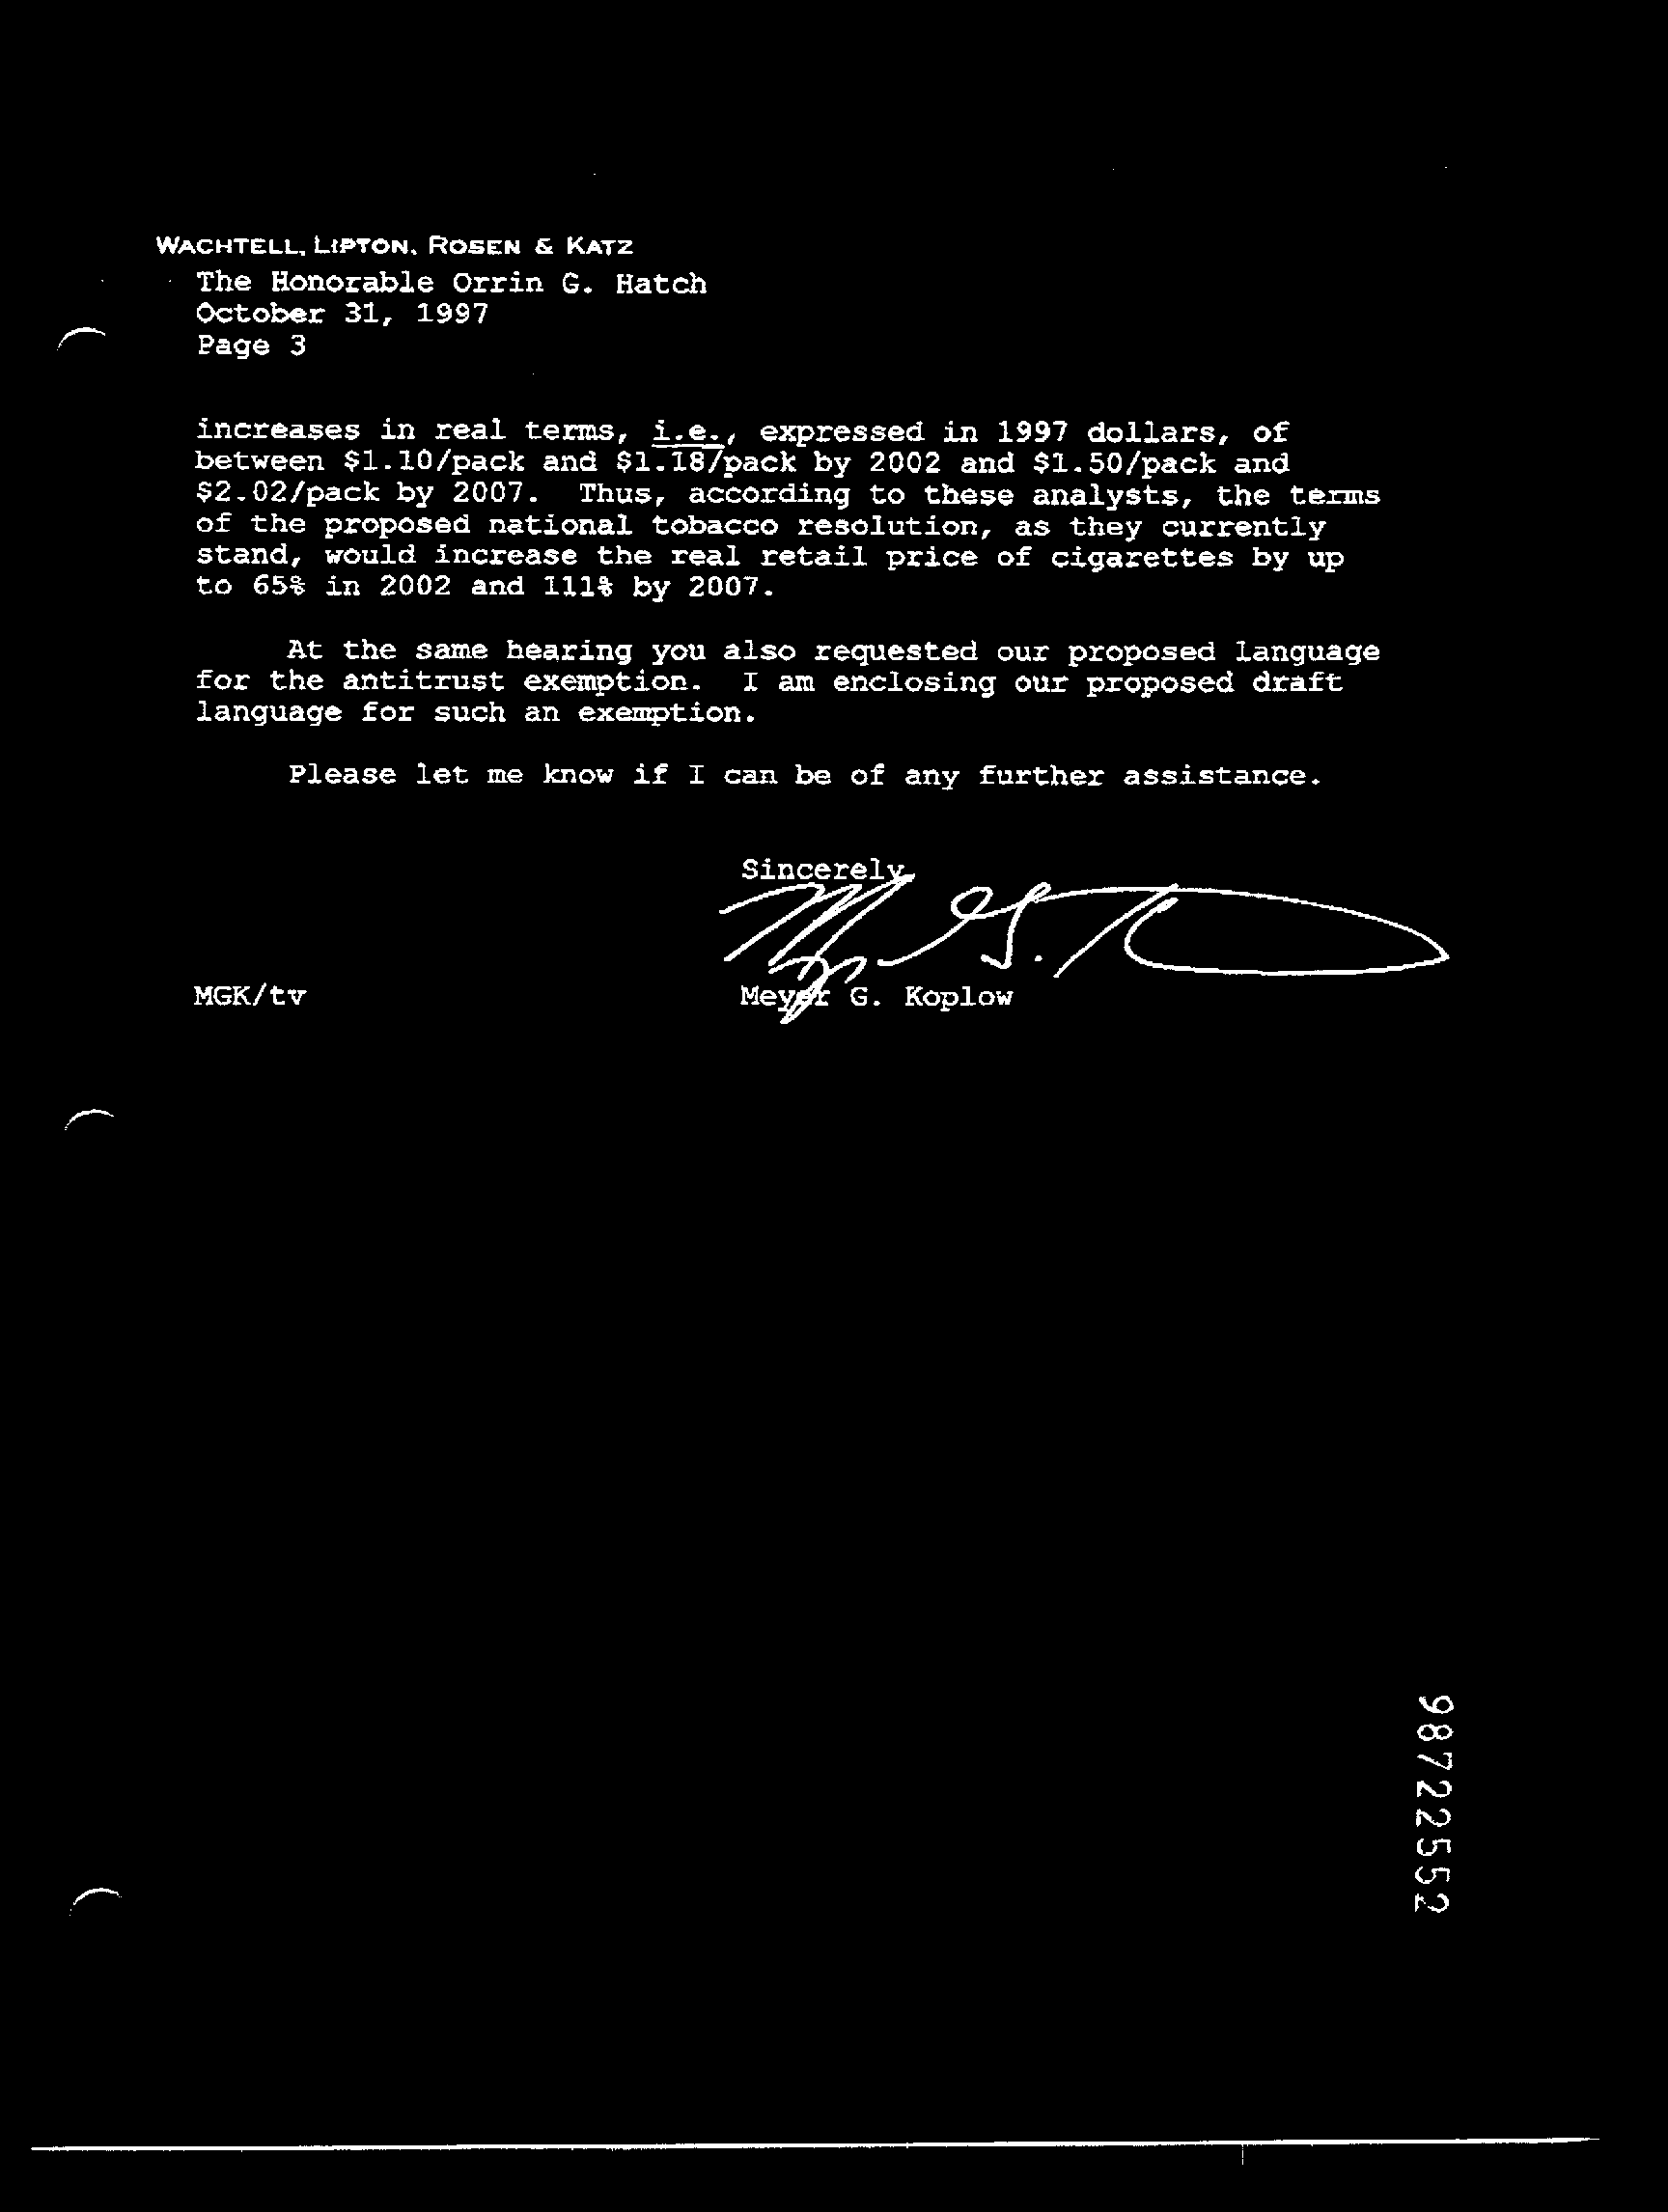 WACHTELL, LIPTON, ROSEN & KATZ
The Honorable Orrin G. Hatch
October 31, 1997
Page 3
increases in real terms, i.e., expressed in 1997 dollars, of
between $1.10/pack and $1.18/pack by 2002 and $1.50/pack and
$2.02/pack by 2007.  Thus, according to these analysts, the terms
of the proposed national tobacco resolution, as they currently
stand, would increase the real retail price of cigarettes by up
to 65% in 2002 and 111% by 2007.
At the same hearing you also requested our proposed language
for the antitrust exemption.  I am enclosing our proposed draft
language for such an exemption.
Please let me know if I can be of any further assistance.
Sincerely,
MGK/tv
Meyer G. Koplow
98722552